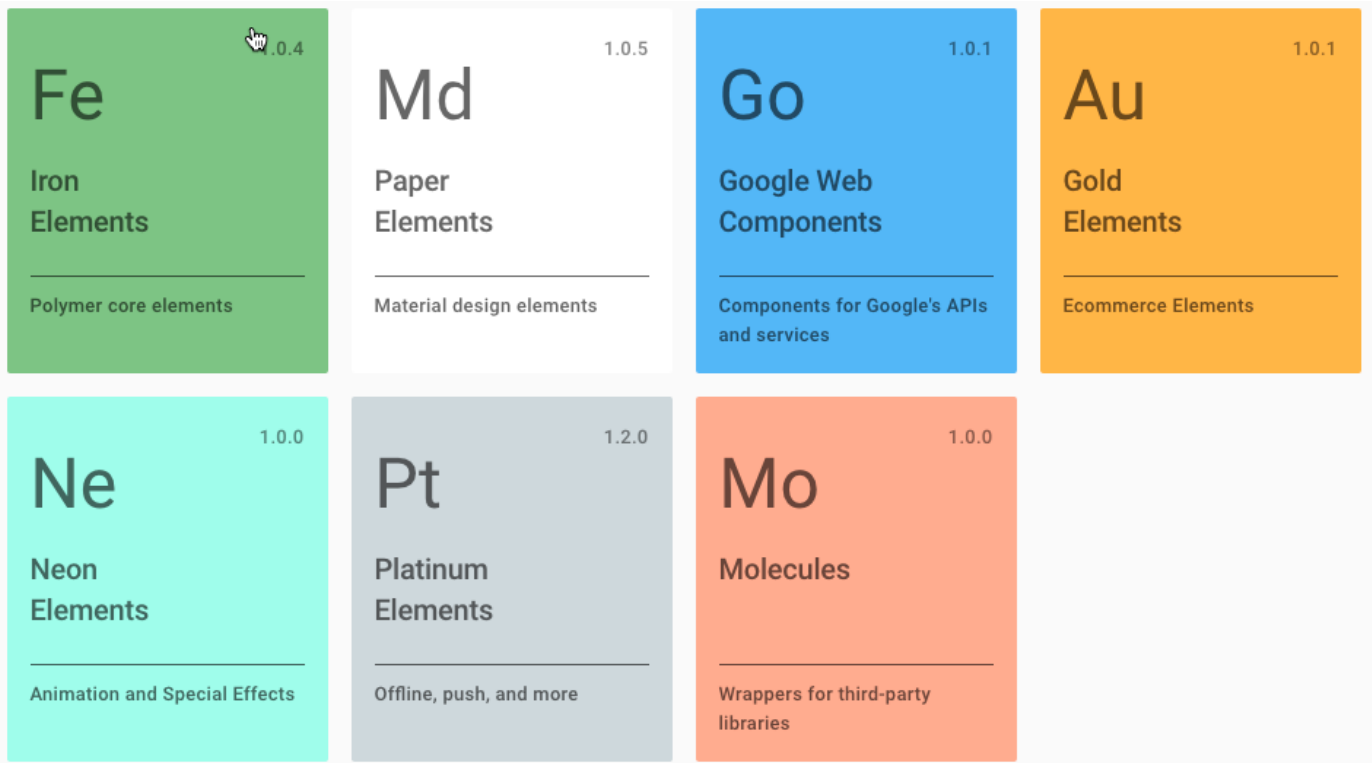 1.0.4
Fe
Iron
Elements
Polymer core elements
1.0.5
Md
Paper
Elements
Material design elements
1.0.1
Go
Google Web
Components
Components for Google's APIs
and services
1.0.1
Au
Gold
Elements
Ecommerce Elements
1.0.0
Ne
Neon
Elements
Animation and Special Effects
1.2.0
Pt
Platinum
Elements
Offline, push, and more
1.0.0
Mo
Molecules
Wrappers for third-party
libraries